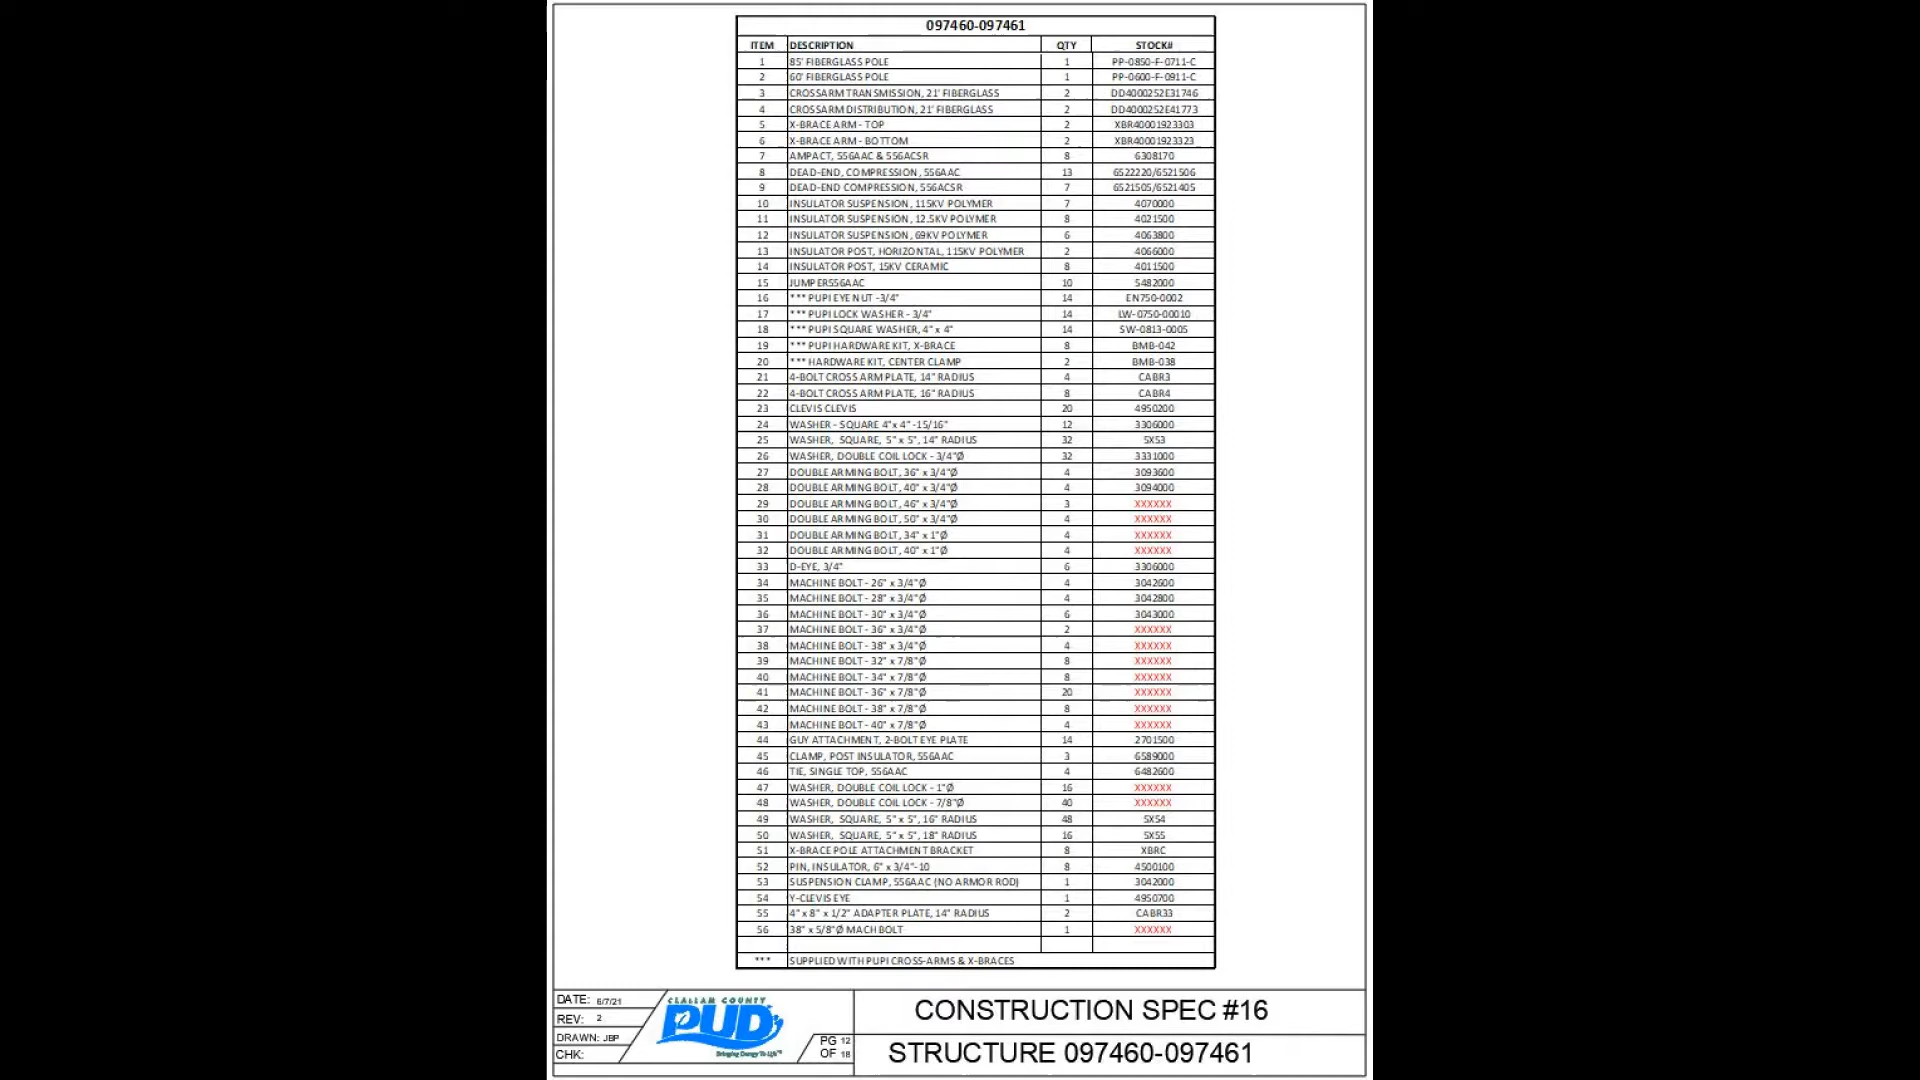 097460-097461
ITEM DESCRIPTION QTY STOCK#
1 85' FIBERGLASS POLE 1 PP-0850-F-0711-C
2 60' FIBERGLASS POLE 1 PP-0600-F-0911-C
3 CROSSARM TRANSMISSION, 21' FIBERGLASS 2 DD4000252E31746
4 CROSSARM DISTRIBUTION, 21' FIBERGLASS 2 DD4000252E41773
5 X-BRACE ARM - TOP 2 XBR40001923303
6 X-BRACE ARM - BOTTOM 2 XBR40001923323
7 AMPACT, 556AAC & 556ACSR 8 6308170
8 DEAD-END, COMPRESSION, 556AAC 13 6522220/6521506
9 DEAD-END COMPRESSION, 556ACSR 7 6521505/6521405
10 INSULATOR SUSPENSION, 115KV POLYMER 7 4070000
11 INSULATOR SUSPENSION, 12.5KV POLYMER 8 4021500
12 INSULATOR SUSPENSION, 69KV POLYMER 6 4063800
13 INSULATOR POST, HORIZONTAL, 115KV POLYMER 2 4066000
14 INSULATOR POST, 15KV CERAMIC 8 4011500
15 JUMPER556AAC 10 5482000
16 *** PUPI EYE NUT -3/4" 14 EN750-0002
17 *** PUPI LOCK WASHER - 3/4" 14 LW-0750-00010
18 *** PUPI SQUARE WASHER, 4" x 4" 14 SW-0813-0005
19 *** PUPI HARDWARE KIT, X-BRACE 8 BMB-042
20 *** HARDWARE KIT, CENTER CLAMP 2 BMB-038
21 4-BOLT CROSS ARM PLATE, 14" RADIUS 4 CABR3
22 4-BOLT CROSS ARM PLATE, 16" RADIUS 8 CABR4
23 CLEVIS CLEVIS 20 4950200
24 WASHER - SQUARE 4"x 4" -15/16" 12 3306000
25 WASHER, SQUARE, 5" x 5", 14" RADIUS 32 SX53
26 WASHER, DOUBLE COIL LOCK - 3/4"Ø 32 3331000
27 DOUBLE ARMING BOLT, 36" x 3/4"Ø 4 3093600
28 DOUBLE ARMING BOLT, 40" x 3/4"Ø 4 3094000
29 DOUBLE ARMING BOLT, 46" x 3/4"Ø 3 XXXXXX
30 DOUBLE ARMING BOLT, 50" x 3/4"Ø 4 XXXXXX
31 DOUBLE ARMING BOLT, 34" x 1"Ø 4 XXXXXX
32 DOUBLE ARMING BOLT, 40" x 1"Ø 4 XXXXXX
33 D-EYE, 3/4" 6 3306000
34 MACHINE BOLT - 26" x 3/4"Ø 4 3042600
35 MACHINE BOLT - 28" x 3/4"Ø 4 3042800
36 MACHINE BOLT - 30" x 3/4"Ø 6 3043000
37 MACHINE BOLT - 36" x 3/4"Ø 2 XXXXXX
38 MACHINE BOLT - 38" x 3/4"Ø 4 XXXXXX
39 MACHINE BOLT - 32" x 7/8"Ø 8 XXXXXX
40 MACHINE BOLT - 34" x 7/8"Ø 8 XXXXXX
41 MACHINE BOLT - 36" x 7/8"Ø 20 XXXXXX
42 MACHINE BOLT - 38" x 7/8"Ø 8 XXXXXX
43 MACHINE BOLT - 40" x 7/8"Ø 4 XXXXXX
44 GUY ATTACHMENT, 2-BOLT EYE PLATE 14 2701500
45 CLAMP, POST INSULATOR, 556AAC 3 6589000
46 TIE, SINGLE TOP, 556AAC 4 6482600
47 WASHER, DOUBLE COIL LOCK - 1"Ø 16 XXXXXX
48 WASHER, DOUBLE COIL LOCK - 7/8"Ø 40 XXXXXX
49 WASHER, SQUARE, 5" x 5", 16" RADIUS 48 SX54
50 WASHER, SQUARE, 5" x 5", 18" RADIUS 16 SX55
51 X-BRACE POLE ATTACHMENT BRACKET 8 XBRC
52 PIN, INSULATOR, 6" x 3/4"-10 8 4500100
53 SUSPENSION CLAMP, 556AAC (NO ARMOR ROD) 1 3042000
54 Y-CLEVIS EYE 1 4950700
55 4" x 8" x 1/2" ADAPTER PLATE, 14" RADIUS 2 CABR33
56 38" x 5/8"Ø MACH BOLT 1 XXXXXX
*** SUPPLIED WITH PUPI CROSS-ARMS & X-BRACES
DATE: 6/7/21
REV: 2
DRAWN: JBP
CHK:
CLALLAM COUNTY
PUD
Bringing Energy To Life™
PG 12
OF 18
CONSTRUCTION SPEC #16
STRUCTURE 097460-097461